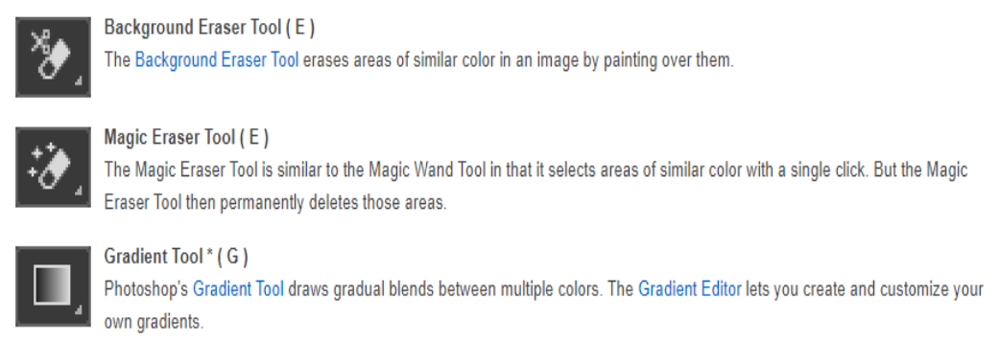 Background Eraser Tool ( E )
The Background Eraser Tool erases areas of similar color in an image by painting over them.
Magic Eraser Tool ( E )
The Magic Eraser Tool is similar to the Magic Wand Tool in that it selects areas of similar color with a single click. But the Magic
Eraser Tool then permanently deletes those areas.
Gradient Tool * ( G )
Photoshop's Gradient Tool draws gradual blends between multiple colors. The Gradient Editor lets you create and customize your
own gradients.